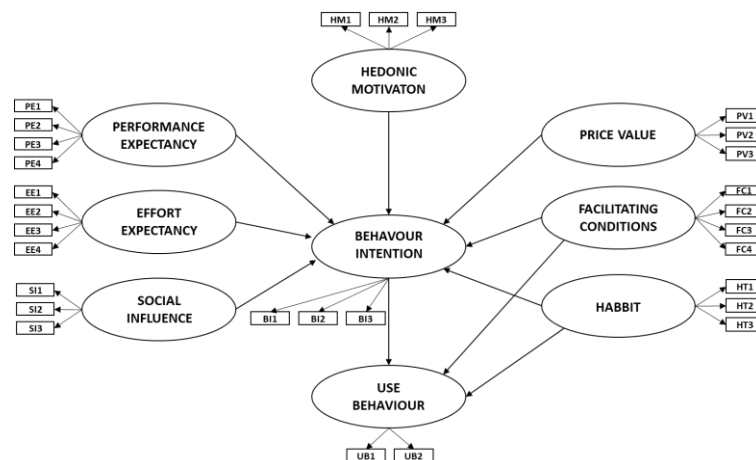 HM1 HM2 HM3
HEDONIC
MOTIVATON
PE1
PE2
PE3
PE4
PERFORMANCE
EXPECTANCY
PRICE VALUE
PV1
PV2
PV3
EE1
EE2
EE3
EE4
EFFORT
EXPECTANCY
BEHAVOUR
INTENTION
FACILITATING
CONDITIONS
FC1
FC2
FC3
FC4
SI1
SI2
SI3
SOCIAL
INFLUENCE
BI1 BI2 BI3
HABBIT
HT1
HT2
HT3
USE
BEHAVIOUR
UB1 UB2